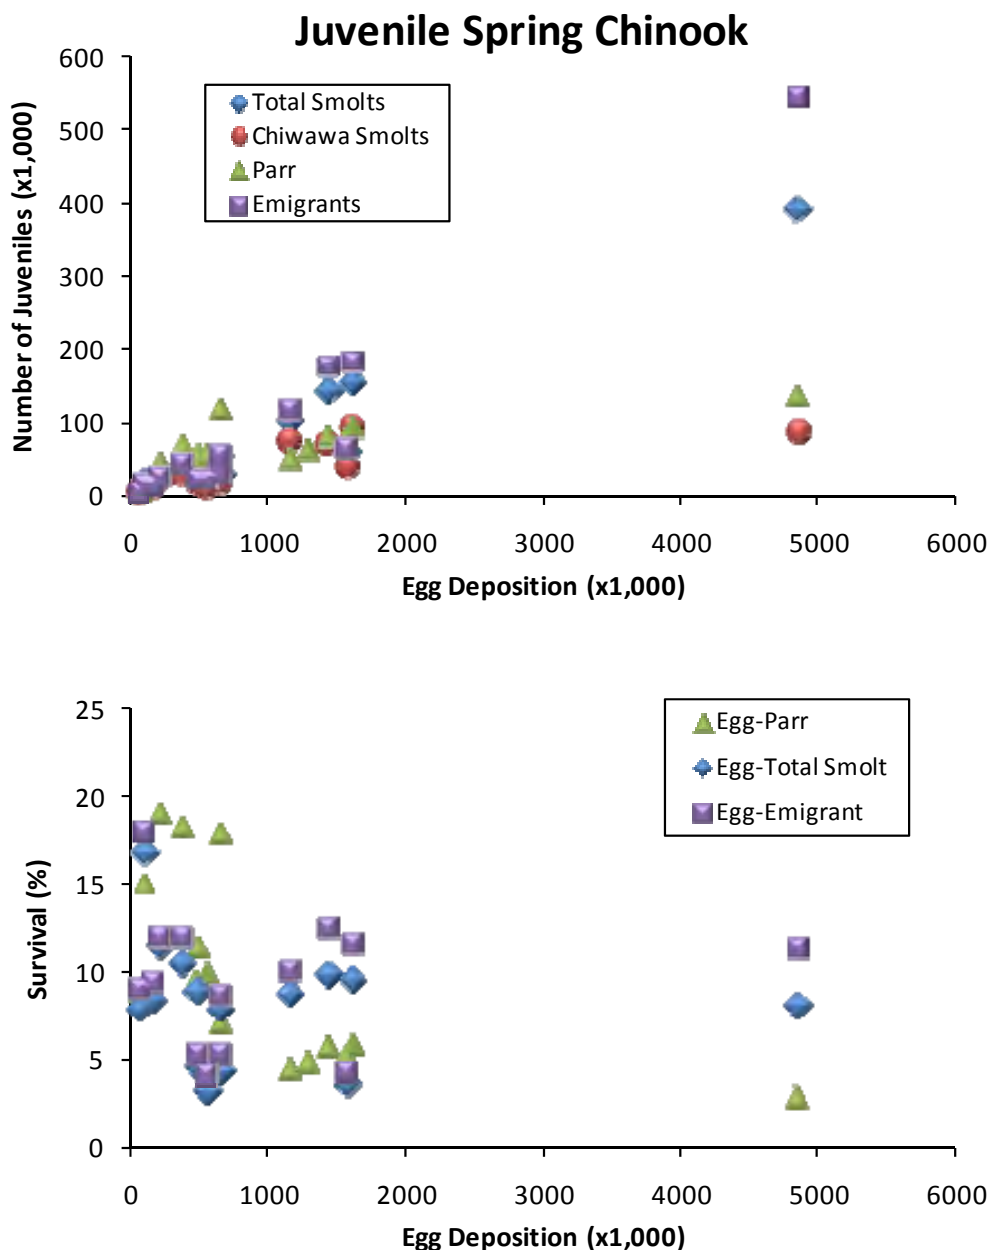 Juvenile Spring Chinook
600
500
400
300
200
100
0
Number of Juveniles (x1,000)
Total Smolts
Chiwawa Smolts
Parr
Emigrants
0 1000 2000 3000 4000 5000 6000
Egg Deposition (x1,000)
25
20
15
10
5
0
Survival (%)
Egg-Parr
Egg-Total Smolt
Egg-Emigrant
0 1000 2000 3000 4000 5000 6000
Egg Deposition (x1,000)